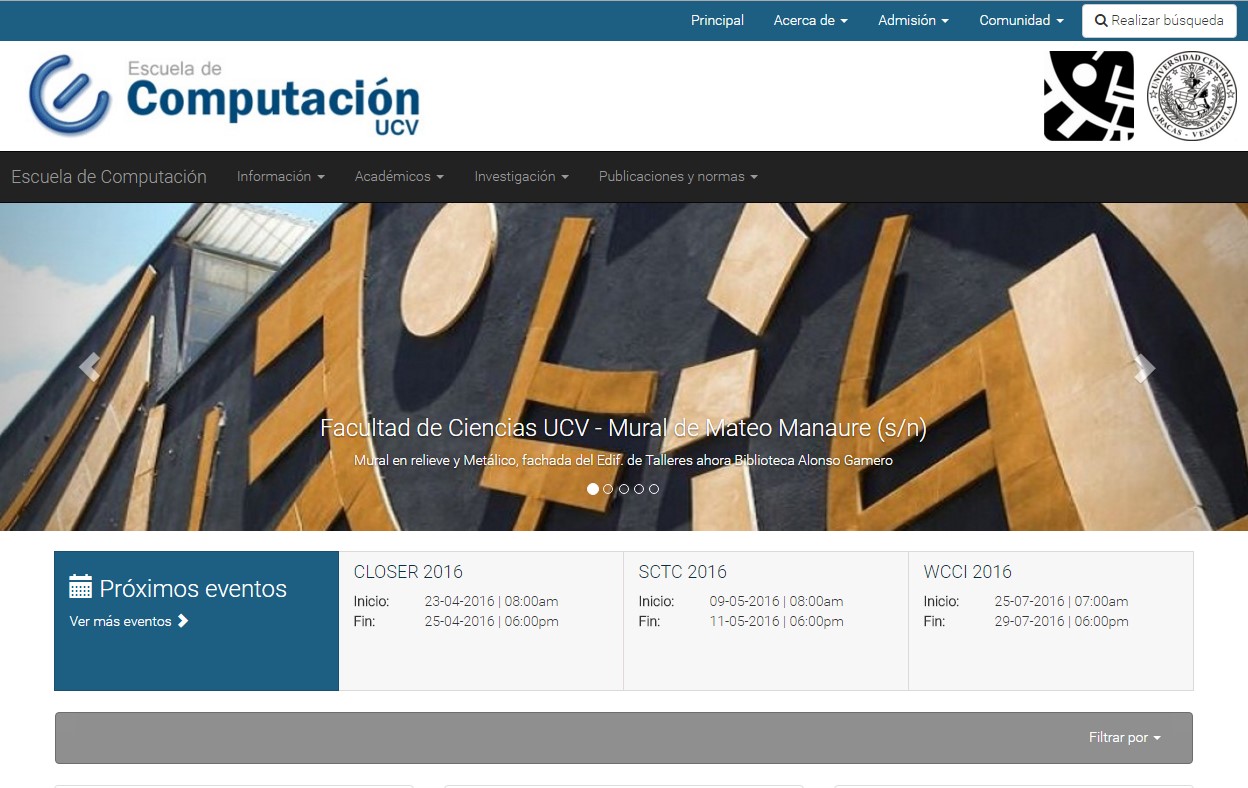 Principal Acerca de Admisión Comunidad Realizar búsqueda
Escuela de
Computación
UCV
UNIVERSIDAD CENTRAL
CARACAS - VENEZUELA
Escuela de Computación Información Académicos Investigación Publicaciones y normas
Facultad de Ciencias UCV - Mural de Mateo Manaure (s/n)
Mural en relieve y Metálico, fachada del Edif. de Talleres ahora Biblioteca Alonso Gamero
Próximos eventos
Ver más eventos
CLOSER 2016
Inicio: 23-04-2016 | 08:00am
Fin: 25-04-2016 | 06:00pm
SCTC 2016
Inicio: 09-05-2016 | 08:00am
Fin: 11-05-2016 | 06:00pm
WCCI 2016
Inicio: 25-07-2016 | 07:00am
Fin: 29-07-2016 | 06:00pm
Filtrar por